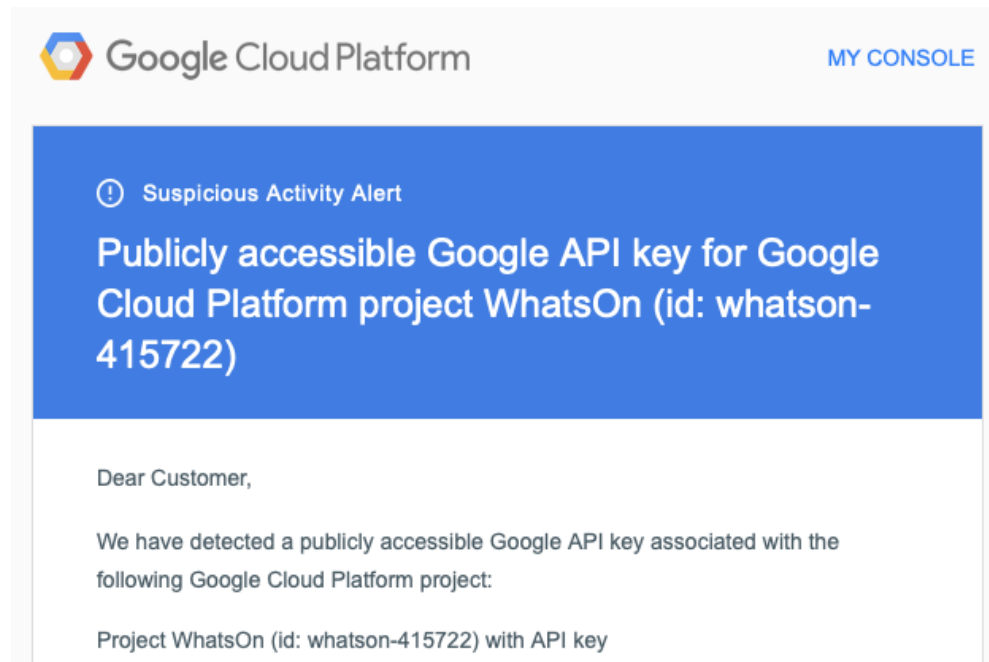 Google Cloud Platform
MY CONSOLE
Suspicious Activity Alert
Publicly accessible Google API key for Google
Cloud Platform project WhatsOn (id: whatson-
415722)
Dear Customer,
We have detected a publicly accessible Google API key associated with the
following Google Cloud Platform project:
Project WhatsOn (id: whatson-415722) with API key